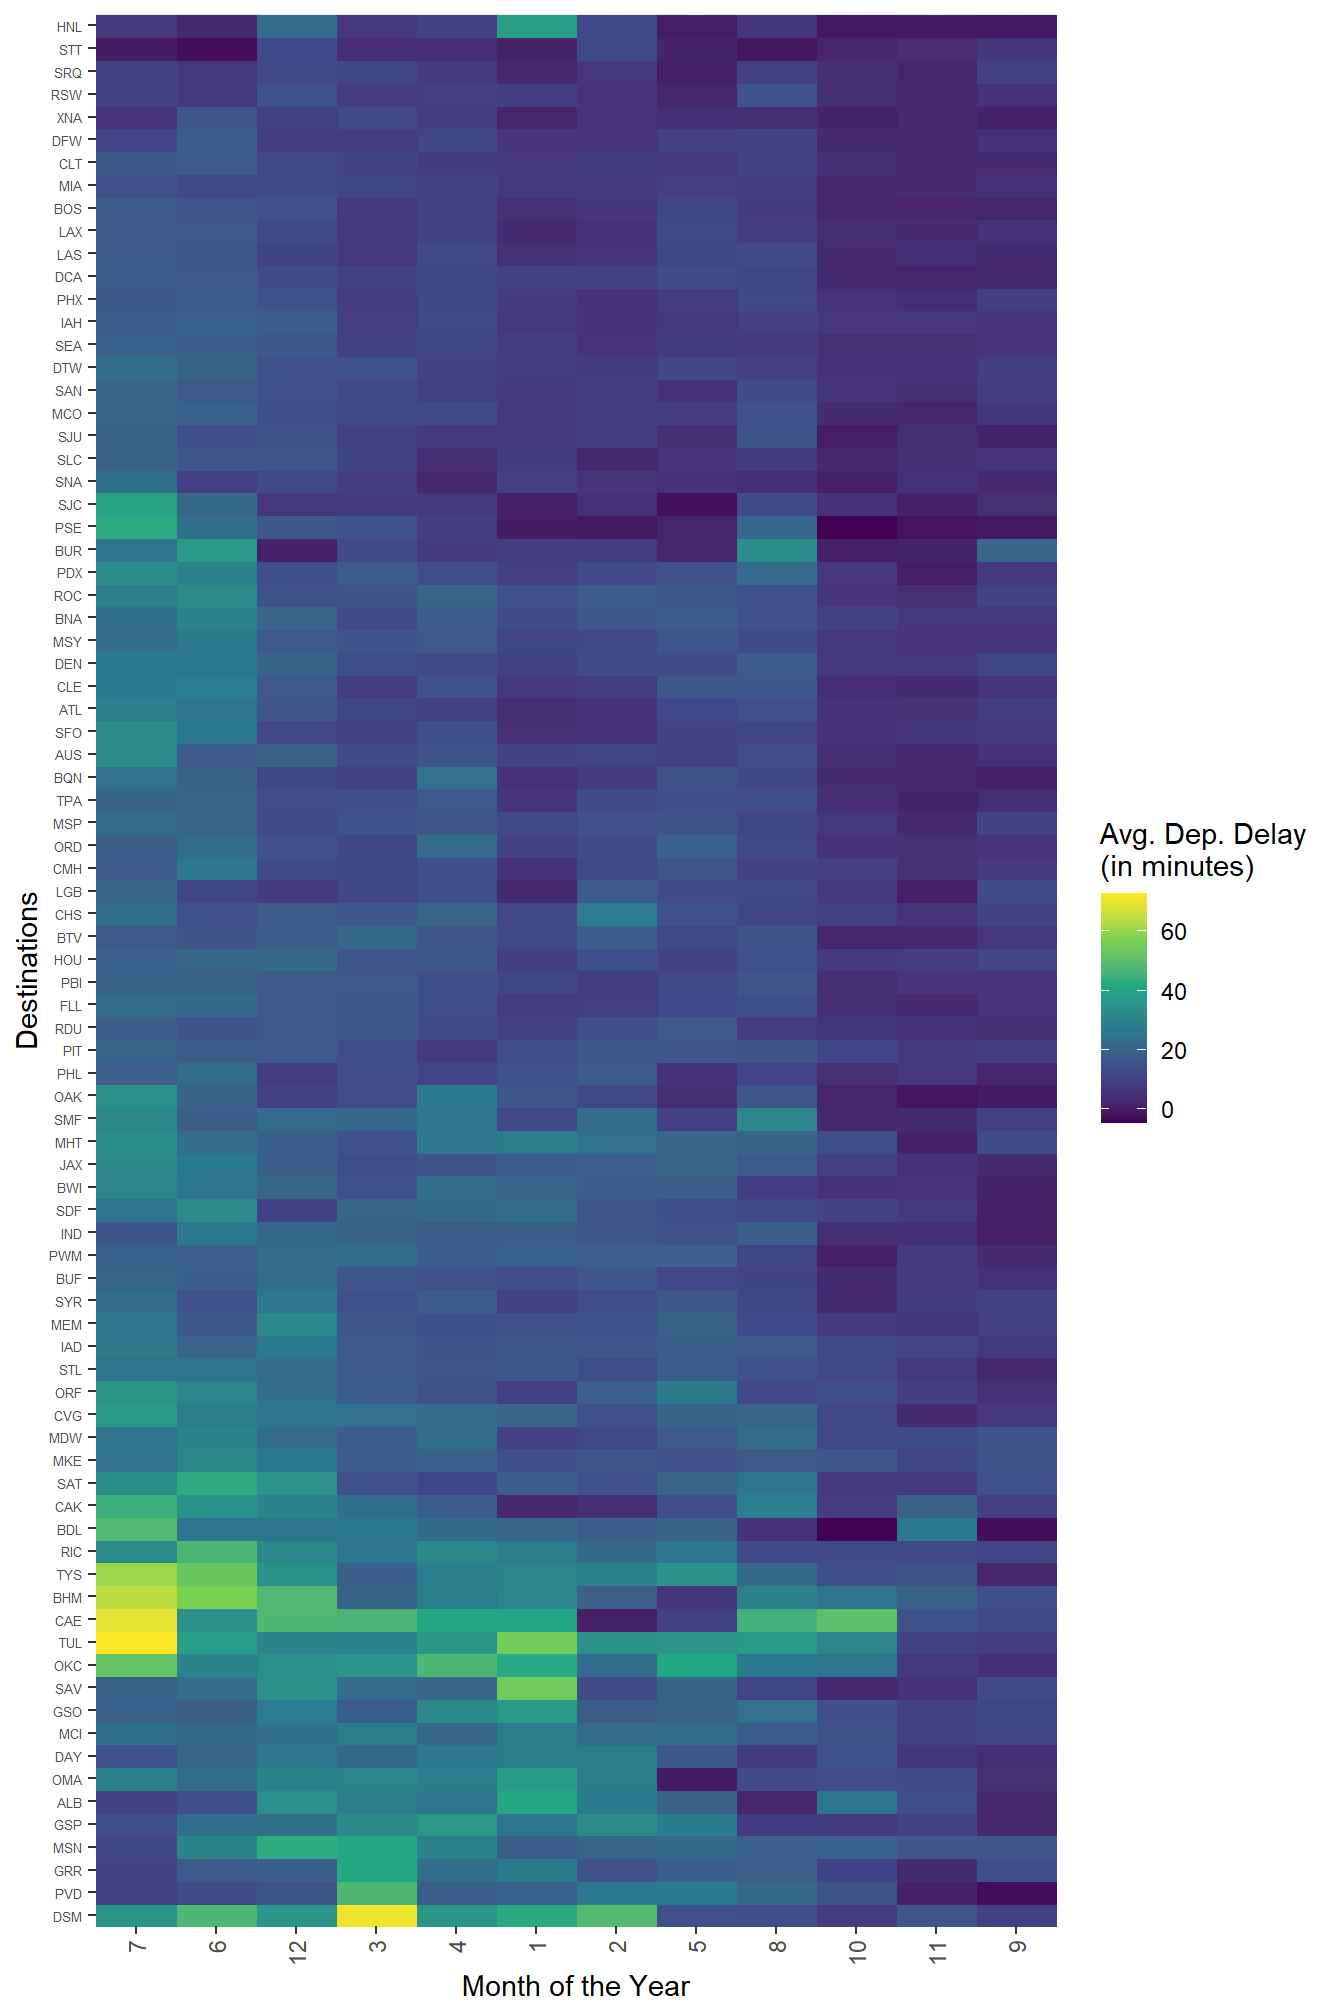 HNL
STT
SRQ
RSW
XNA
DFW
CLT
MIA
BOS
LAX
LAS
DCA
PHX
IAH
SEA
DTW
SAN
MCO
SJU
SLC
SNA
SJC
PSE
BUR
PDX
ROC
BNA
MSY
DEN
CLE
ATL
SFO
AUS
BQN
TPA
MSP
ORD
CMH
LGB
CHS
BTV
HOU
PBI
FLL
RDU
PIT
PHL
OAK
SMF
MHT
JAX
BWI
SDF
IND
PWM
BUF
SYR
MEM
IAD
STL
ORF
CVG
MDW
MKE
SAT
CAK
BDL
RIC
TYS
BHM
CAE
TUL
OKC
SAV
GSO
MCI
DAY
OMA
ALB
GSP
MSN
GRR
PVD
DSM
Destinations
7 6 12 3 4 1 2 5 8 10 11 9
Month of the Year
Avg. Dep. Delay
(in minutes)
60
40
20
0